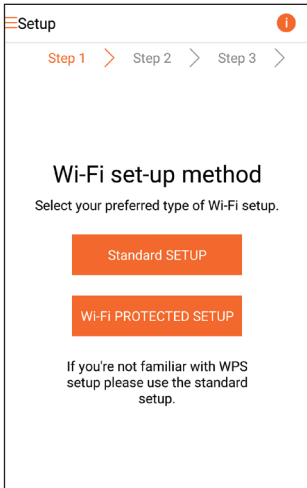 Setup
Step 1 Step 2 Step 3
Wi-Fi set-up method
Select your preferred type of Wi-Fi setup.
Standard SETUP
Wi-Fi PROTECTED SETUP
If you're not familiar with WPS
setup please use the standard
setup.